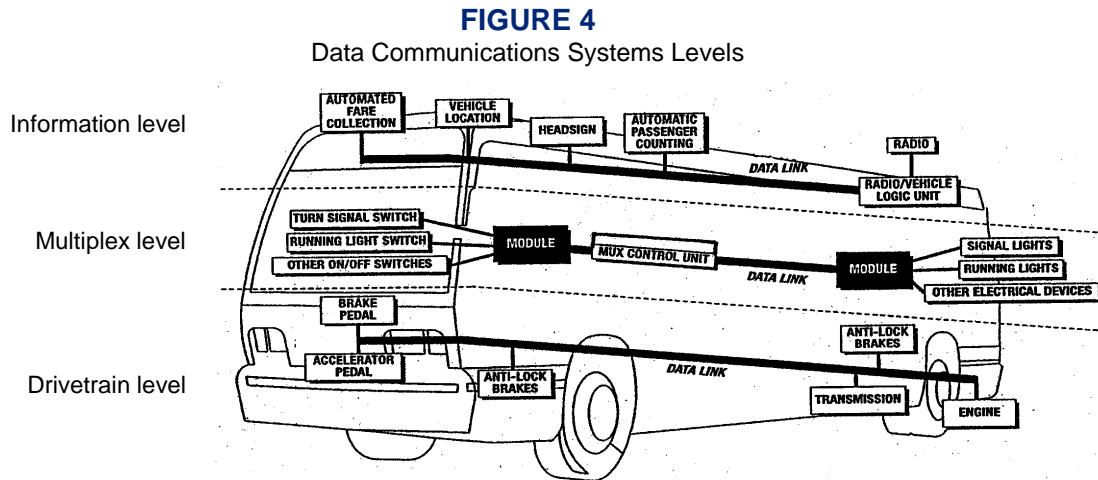 FIGURE 4
Data Communications Systems Levels
Information level
AUTOMATED
FARE
COLLECTION
VEHICLE
LOCATION
HEADSIGN
AUTOMATIC
PASSENGER
COUNTING
DATA LINK
RADIO
RADIO/VEHICLE
LOGIC UNIT
Multiplex level
TURN SIGNAL SWITCH
RUNNING LIGHT SWITCH
OTHER ON/OFF SWITCHES
MODULE
MUX CONTROL UNIT
DATA LINK
MODULE
SIGNAL LIGHTS
RUNNING LIGHTS
OTHER ELECTRICAL DEVICES
Drivetrain level
BRAKE
PEDAL
ACCELERATOR
PEDAL
ANTI-LOCK
BRAKES
DATA LINK
ANTI-LOCK
BRAKES
TRANSMISSION
ENGINE